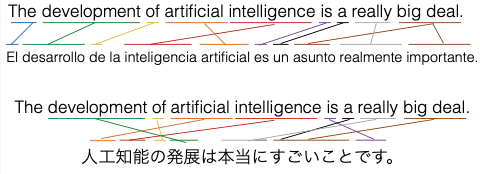 The development of artificial intelligence is a really big deal.
El desarrollo de la inteligencia artificial es un asunto realmente importante.
The development of artificial intelligence is a really big deal.
人工知能の発展は本当にすごいことです。